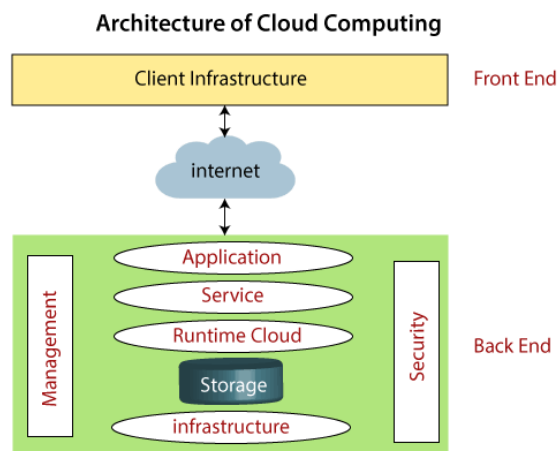 Architecture of Cloud Computing
Client Infrastructure
Front End
internet
Application
Service
Runtime Cloud
Storage
infrastructure
Management
Security
Back End